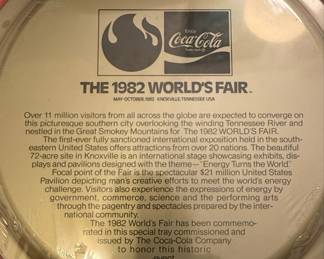 Enjoy
Coca-Cola
THE 1982 WORLD'S FAIR™
MAY-OCTOBER 1982 KNOXVILLE, TENNESSEE USA
Over 11 million visitors from all across the globe are expected to converge on
this picturesque southern city overlooking the winding Tennessee River and
nestled in the Great Smokey Mountains for The 1982 WORLD'S FAIR.
The first-ever fully sanctioned international exposition held in the south-
eastern United States offers attractions from over 20 nations. The beautiful
72-acre site in Knoxville is an international stage showcasing exhibits, dis-
plays and pavilions designed with the theme—"Energy Turns the World."
Focal point of the Fair is the spectacular $21 million United States
Pavilion depicting man's creative efforts to meet the world's energy
challenge. Visitors also experience the expressions of energy by
government, commerce, science and the performing arts
through the pageantry and spectacles prepared by the inter-
national community.
The 1982 World's Fair has been commemo-
rated in this special tray commissioned and
issued by The Coca-Cola Company
to honor this historic
event.